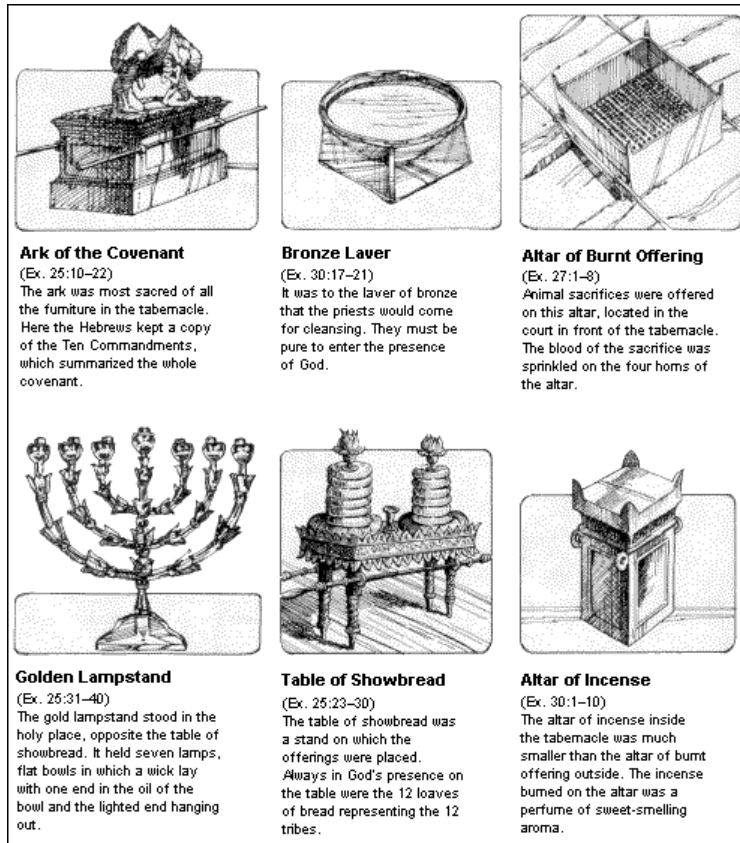 Ark of the Covenant
(Ex. 25:10–22)
The ark was most sacred of all
the furniture in the tabernacle.
Here the Hebrews kept a copy
of the Ten Commandments,
which summarized the whole
covenant.
Bronze Laver
(Ex. 30:17–21)
It was to the laver of bronze
that the priests would come
for cleansing. They must be
pure to enter the presence
of God.
Altar of Burnt Offering
(Ex. 27:1–8)
Animal sacrifices were offered
on this altar, located in the
court in front of the tabernacle.
The blood of the sacrifice was
sprinkled on the four horns of
the altar.
Golden Lampstand
(Ex. 25:31–40)
The gold lampstand stood in the
holy place, opposite the table of
showbread. It held seven lamps,
flat bowls in which a wick lay
with one end in the oil of the
bowl and the lighted end hanging
out.
Table of Showbread
(Ex. 25:23–30)
The table of showbread was
a stand on which the
offerings were placed.
Always in God's presence on
the table were the 12 loaves
of bread representing the 12
tribes.
Altar of Incense
(Ex. 30:1–10)
The altar of incense inside
the tabernacle was much
smaller than the altar of burnt
offering outside. The incense
burned on the altar was a
perfume of sweet-smelling
aroma.